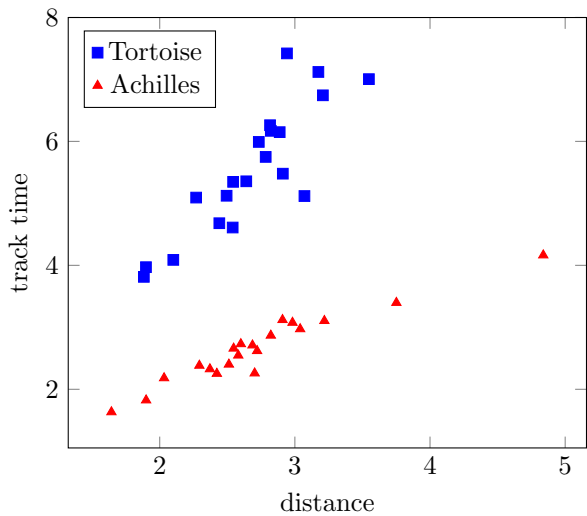 8
Tortoise
Achilles
6
4
2
track time
2 3 4 5
distance